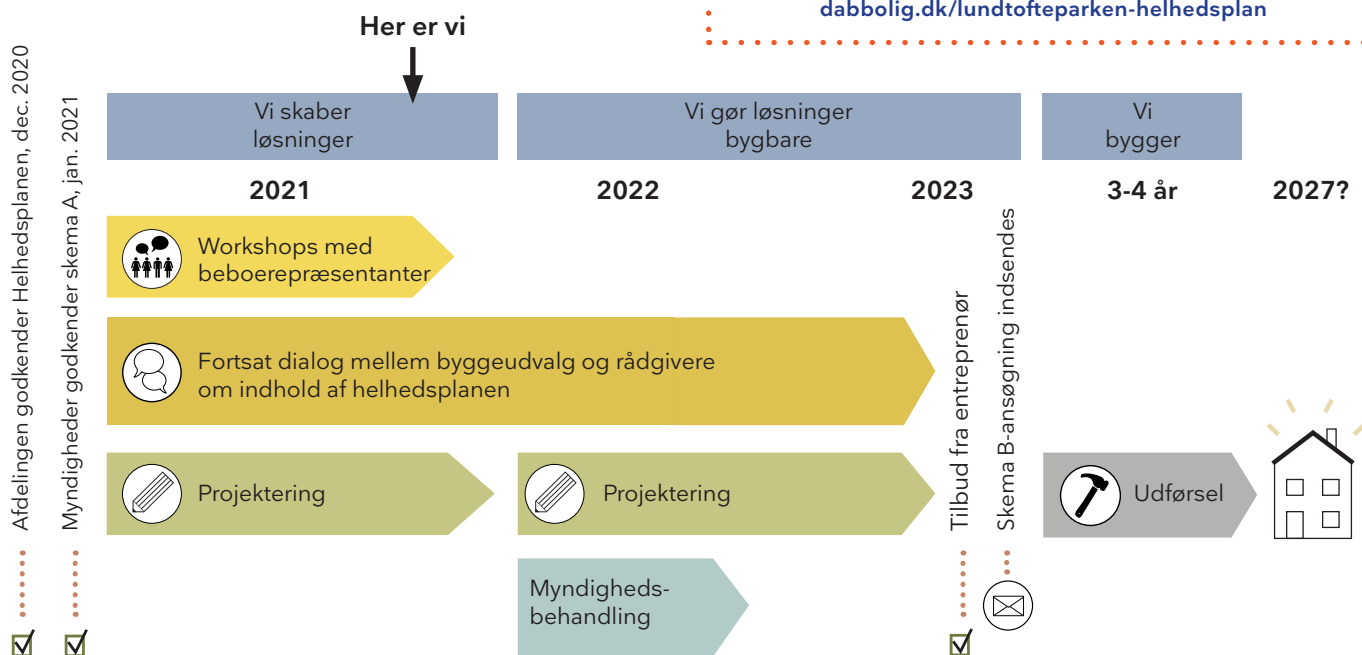 dabbolig.dk/lundtofteparken-helhedsplan
Her er vi
Afdelingen godkender Helhedsplanen, dec. 2020
Myndigheder godkender skema A, jan. 2021
Vi skaber
løsninger
Vi gør løsninger
bygbare
Vi
bygger
2021
2022
2023
3-4 år
2027?
Workshops med
beboerepræsentanter
Fortsat dialog mellem byggeudvalg og rådgivere
om indhold af helhedsplanen
Projektering
Projektering
Tilbud fra entreprenør
Skema B-ansøgning indsendes
Udførsel
Myndigheds-
behandling